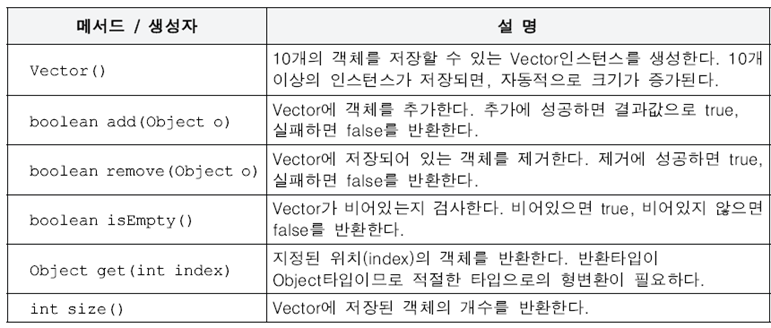 메서드 / 생성자
설 명
Vector()
10개의 객체를 저장할 수 있는 Vector인스턴스를 생성한다. 10개
이상의 인스턴스가 저장되면, 자동적으로 크기가 증가된다.
boolean add(Object o)
Vector에 객체를 추가한다. 추가에 성공하면 결과값으로 true,
실패하면 false를 반환한다.
boolean remove(Object o)
Vector에 저장되어 있는 객체를 제거한다. 제거에 성공하면 true,
실패하면 false를 반환한다.
boolean isEmpty()
Vector가 비어있는지 검사한다. 비어있으면 true, 비어있지 않으면
false를 반환한다.
Object get(int index)
지정된 위치(index)의 객체를 반환한다. 반환타입이
Object타입이므로 적절한 타입으로의 형변환이 필요하다.
int size()
Vector에 저장된 객체의 개수를 반환한다.